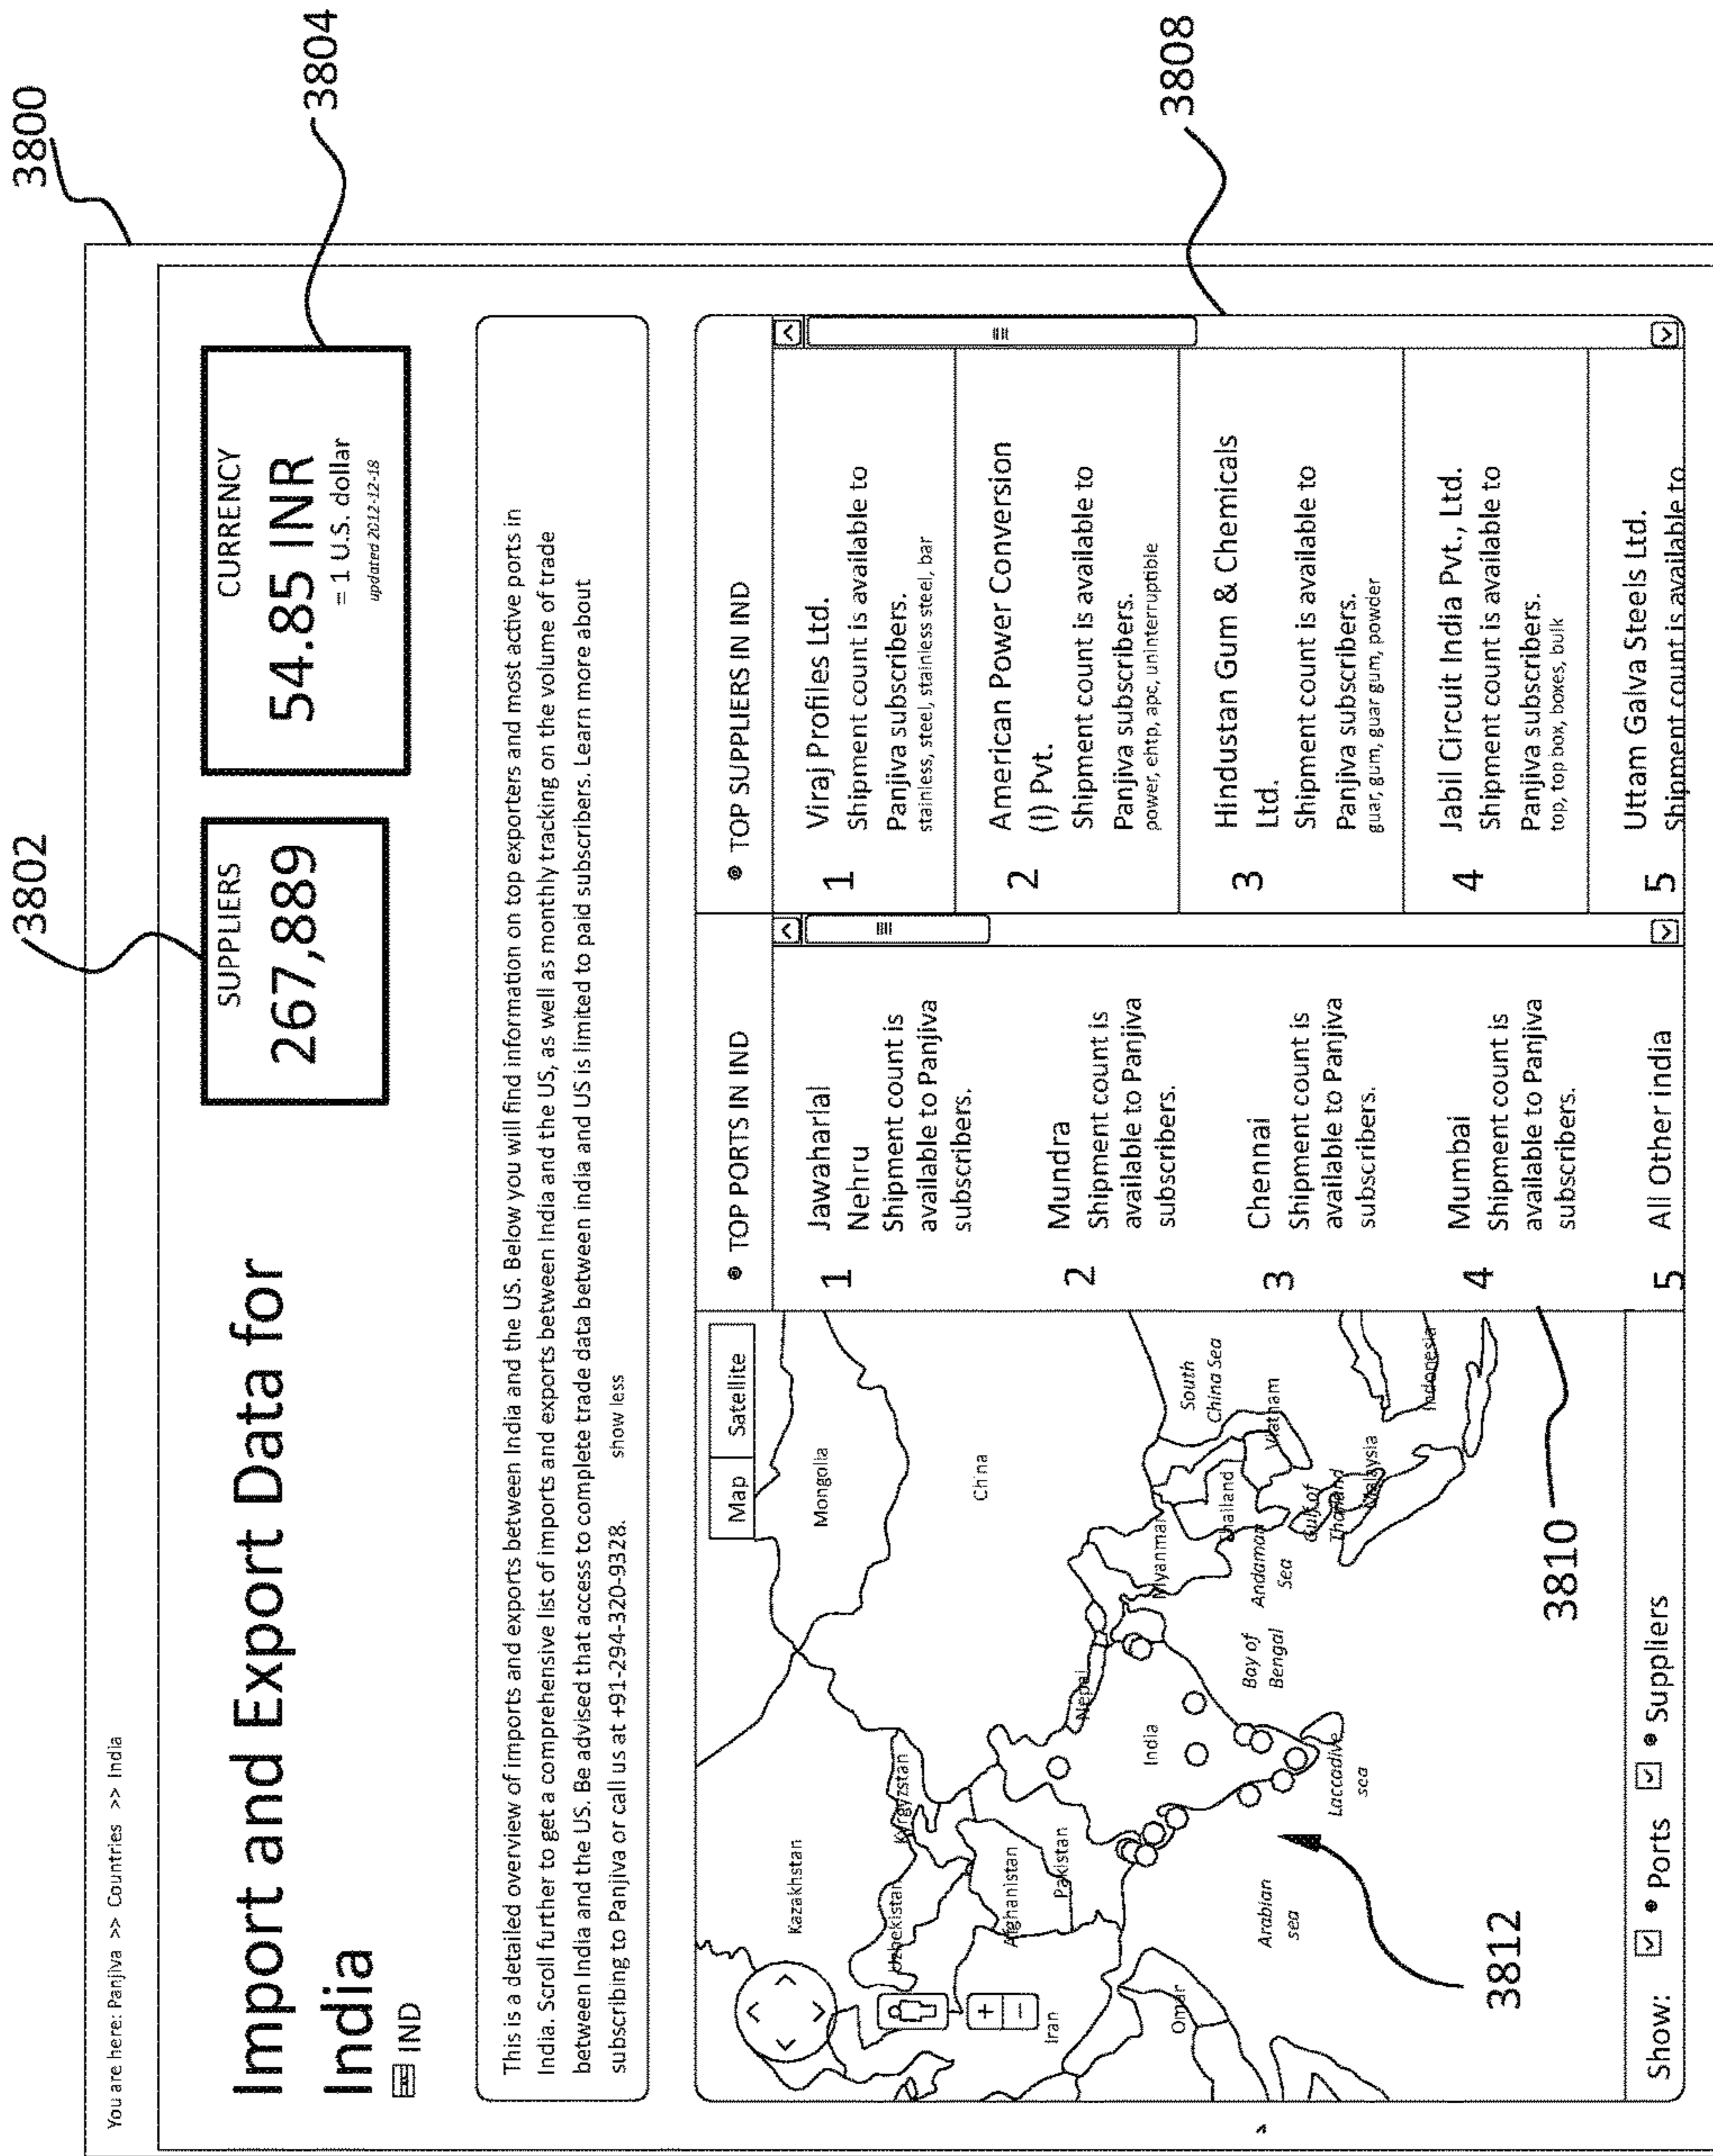 3800
3802
3804
You are here: Panjiva >> Countries >> India
Import and Export Data for
India
IND
SUPPLIERS
267,889
CURRENCY
54.85 INR
= 1 U.S. dollar
updated 2012-12-18
This is a detailed overview of imports and exports between India and the US. Below you will find information on top exporters and most active ports in
India. Scroll further to get a comprehensive list of imports and exports between India and the US, as well as monthly tracking on the volume of trade
between India and the US. Be advised that access to complete trade data between india and US is limited to paid subscribers. Learn more about
subscribing to Panjiva or call us at +91-294-320-9328. show less
Map Satellite
Kazakhstan
Mongolia
Uzbekistan
Kyrgyzstan
China
Afghanistan
Iran
Pakistan
Nepal
India
Myanmar
Omar
Thailand
Viatham
South
China Sea
Arabian
sea
Bay of
Bengal
Andaman
Sea
Gulf of
Thailand
Laccadive
sea
Malaysia
Indonesia
+
−
Show: Ports Suppliers
TOP PORTS IN IND
1 Jawaharlal
Nehru
Shipment count is
available to Panjiva
subscribers.
2 Mundra
Shipment count is
available to Panjiva
subscribers.
3 Chennai
Shipment count is
available to Panjiva
subscribers.
4 Mumbai
Shipment count is
available to Panjiva
subscribers.
5 All Other india
TOP SUPPLIERS IN IND
1 Viraj Profiles Ltd.
Shipment count is available to
Panjiva subscribers.
stainless, steel, stainless steel, bar
2 American Power Conversion
(I) Pvt.
Shipment count is available to
Panjiva subscribers.
power, ehtp, apc, uninterruptible
3 Hindustan Gum & Chemicals
Ltd.
Shipment count is available to
Panjiva subscribers.
guar, gum, guar gum, powder
4 Jabil Circuit India Pvt., Ltd.
Shipment count is available to
Panjiva subscribers.
top, top box, boxes, bulk
5 Uttam Galva Steels Ltd.
Shipment count is available to
3808
3810
3812